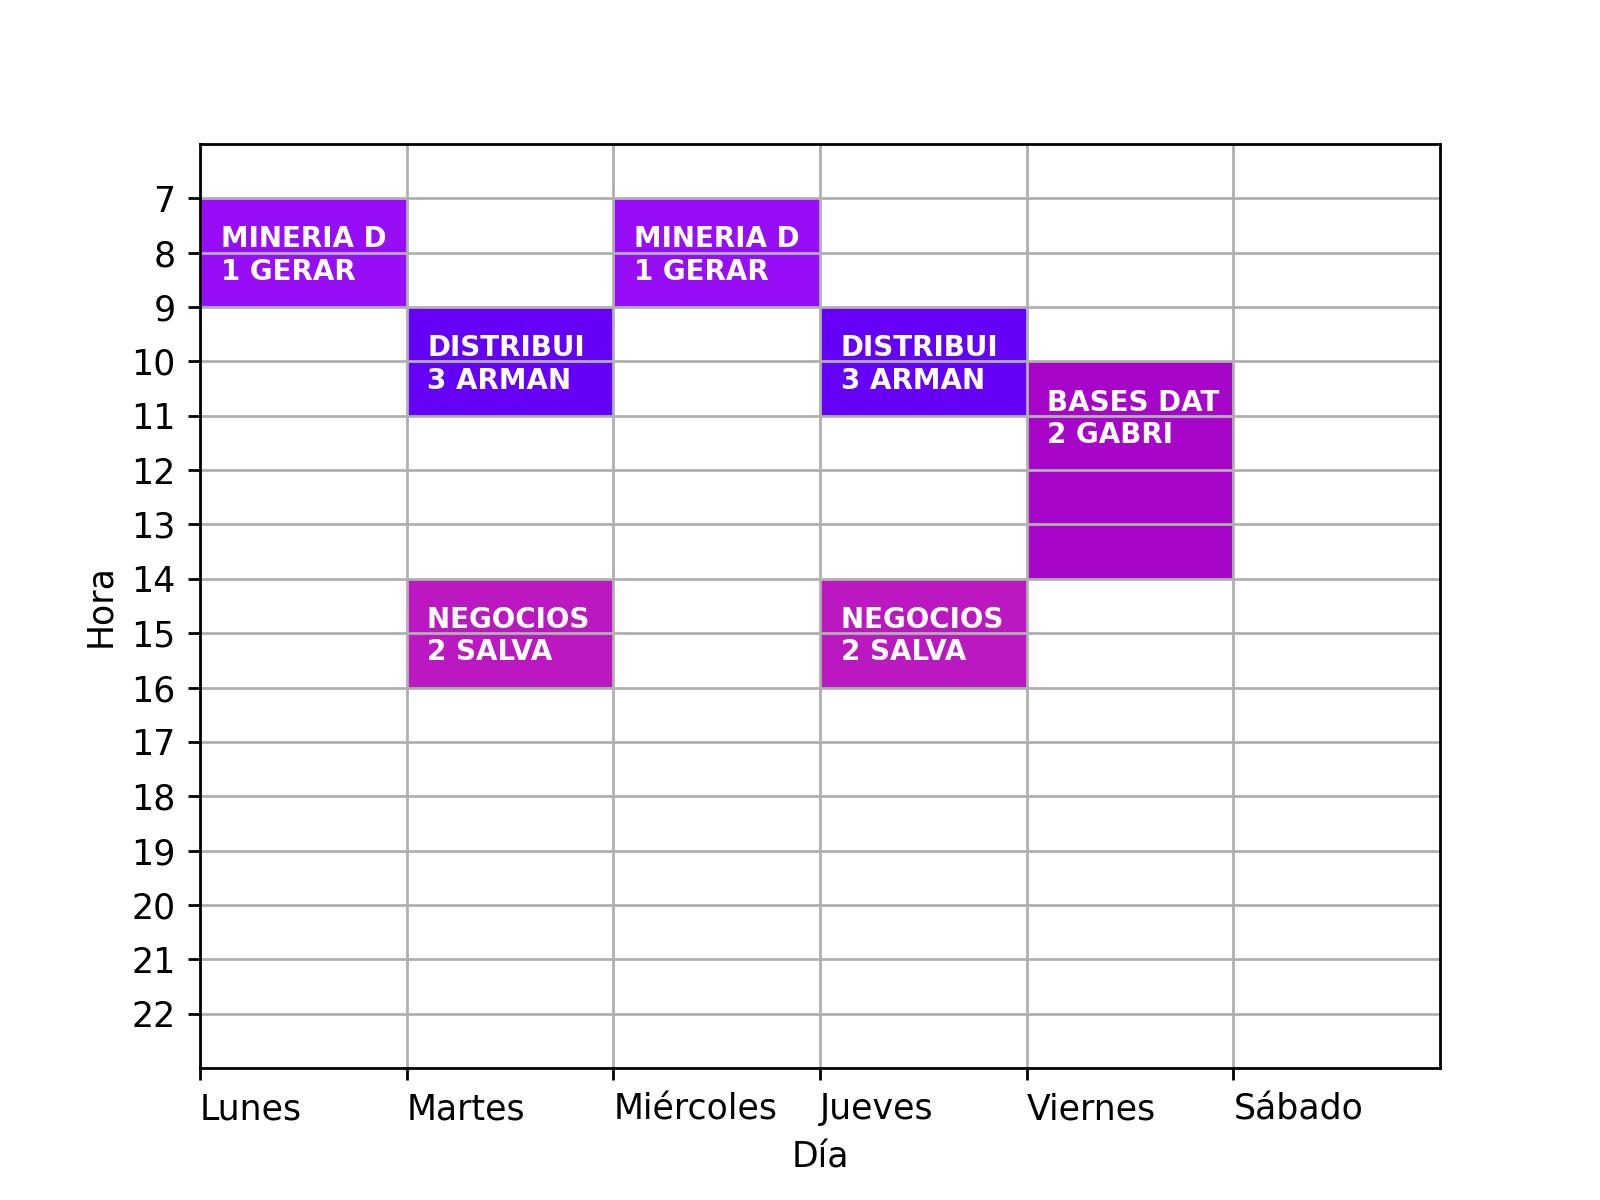 7
MINERIA D
MINERIA D
8
1 GERAR
1 GERAR
9
DISTRIBUI
DISTRIBUI
10
3 ARMAN
3 ARMAN
BASES DAT
11
2 GABRI
12
13
14
NEGOCIOS
NEGOCIOS
15
2 SALVA
2 SALVA
16
17
18
19
20
21
22
Hora
Lunes
Martes
Miércoles
Jueves
Viernes
Sábado
Día